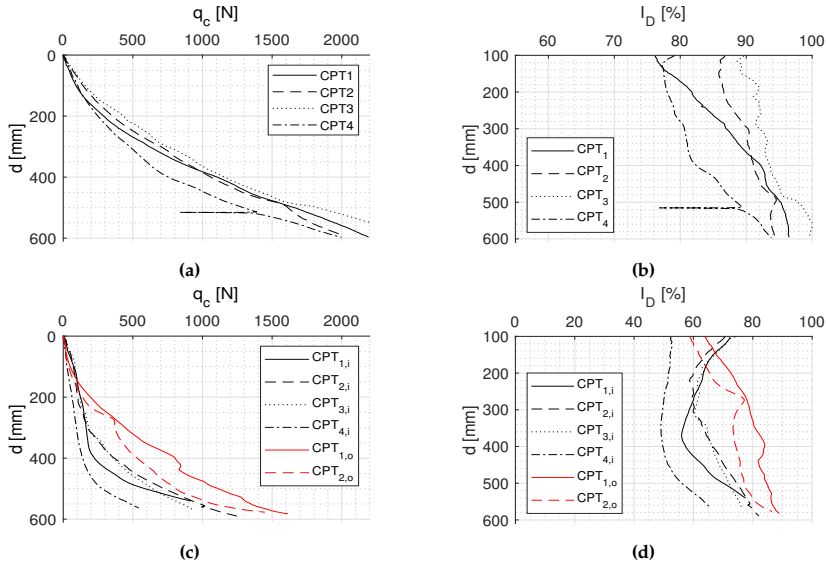 q_c [N]
0 500 1000 1500 2000
0
200
400
600
d [mm]
CPT1
CPT2
CPT3
CPT4
(a)
I_D [%]
60 70 80 90 100
100
200
300
400
500
600
d [mm]
CPT_1
CPT_2
CPT_3
CPT_4
(b)
q_c [N]
0 500 1000 1500 2000
0
200
400
600
d [mm]
CPT_1,i
CPT_2,i
CPT_3,i
CPT_4,i
CPT_1,o
CPT_2,o
(c)
I_D [%]
0 20 40 60 80 100
100
200
300
400
500
600
d [mm]
CPT_1,i
CPT_2,i
CPT_3,i
CPT_4,i
CPT_1,o
CPT_2,o
(d)